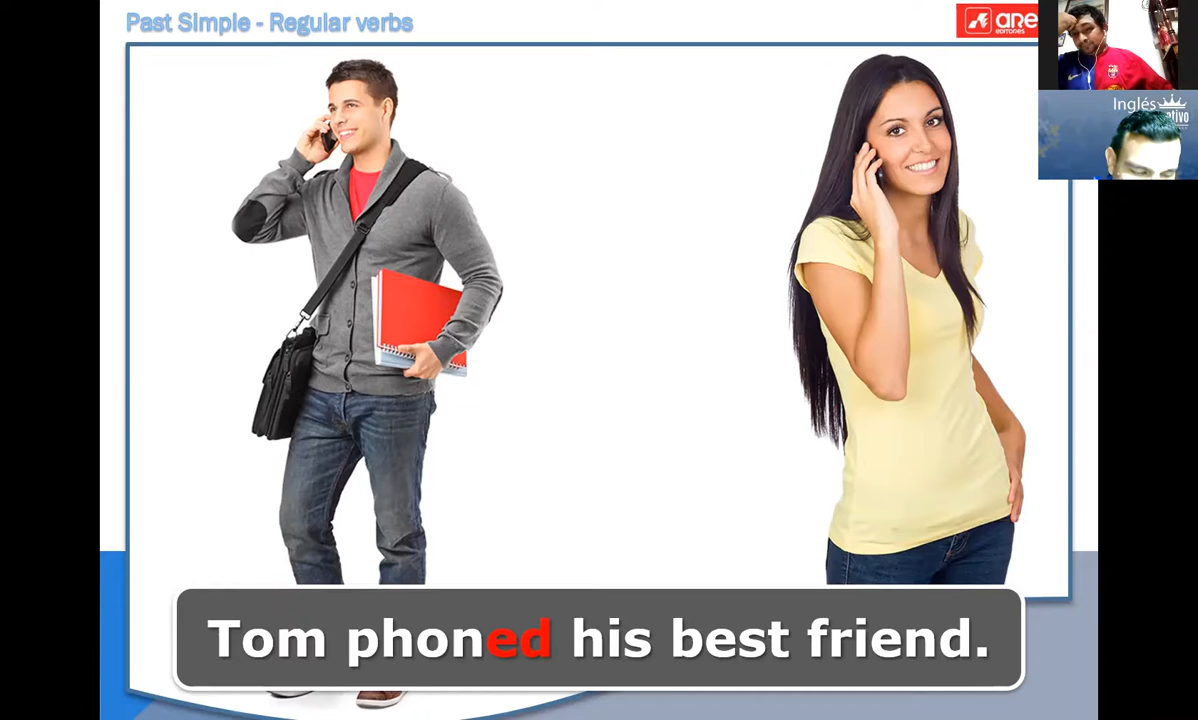 Past Simple - Regular verbs
are
EDITORES
Inglés
Tom phoned his best friend.